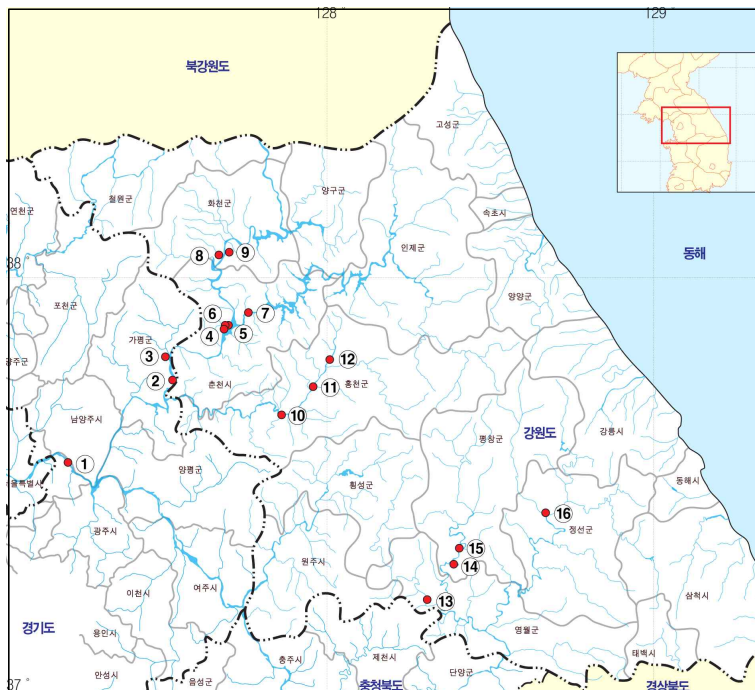 128 °
129 °
북강원도
고성군
철원군
연천군
화천군
양구군
속초시
인제군
동해
38
8
9
양양군
포천군
6
7
4
5
가평군
3
12
2
춘천시
11
홍천군
남양주시
10
평창군
강원도
강릉시
1
양평군
횡성군
동해시
광주시
16
정선군
15
원주시
14
이천시
여주시
13
삼척시
경기도
용인시
영월군
충주시
제천시
태백시
안성시
음성군
단양군
37 °
충청북도
경상북도